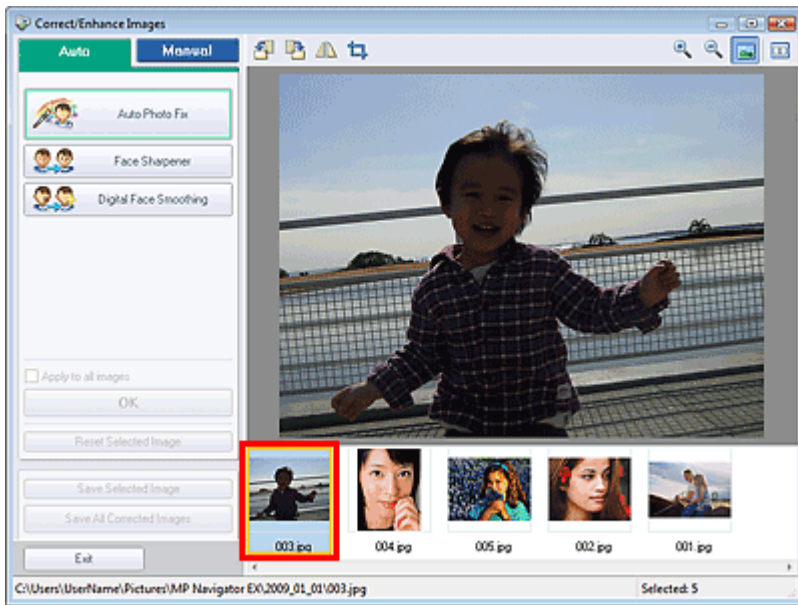 Correct/Enhance Images
Auto
Manual
Auto Photo Fix
Face Sharpener
Digital Face Smoothing
Apply to all images
OK
Reset Selected Image
Save Selected Image
Save All Corrected Images
Exit
003.jpg
004.jpg
005.jpg
002.jpg
001.jpg
C:\Users\UserName\Pictures\MP Navigator EX\2009_01_01\003.jpg
Selected: 5